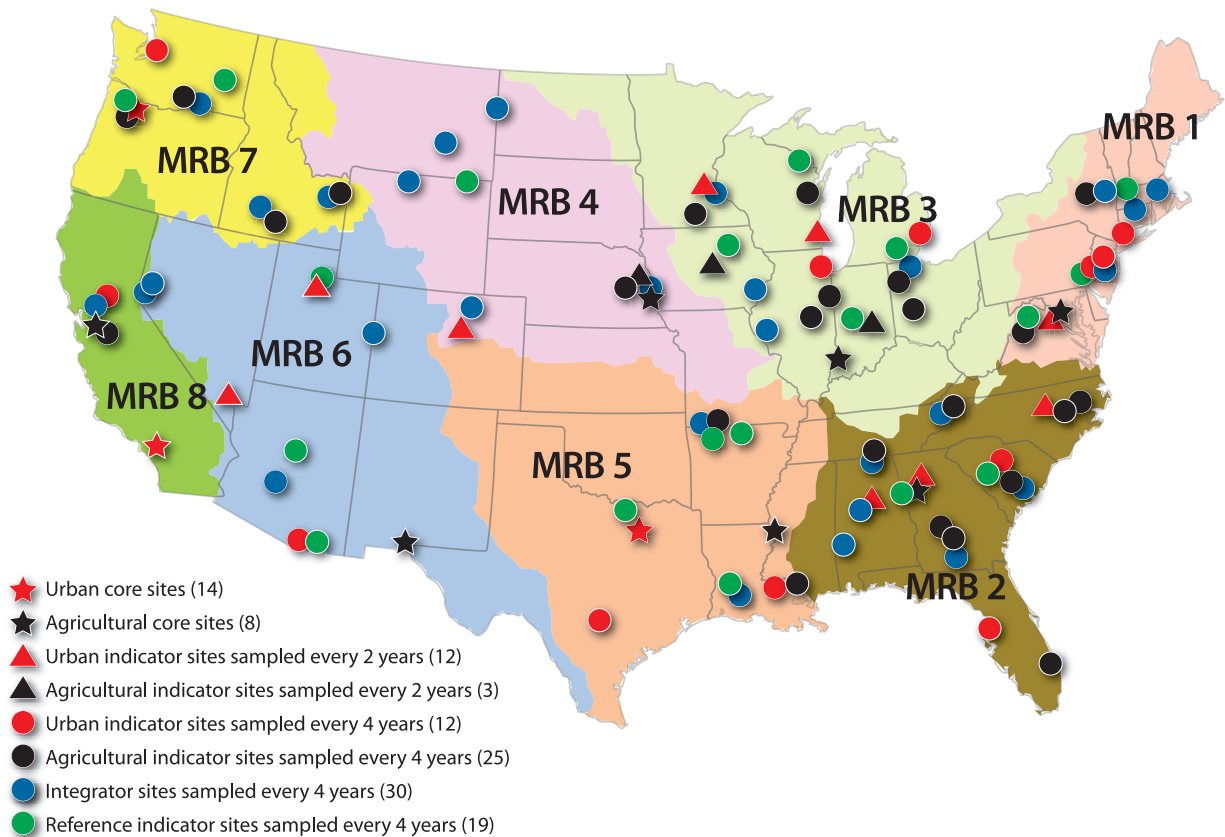 MRB 1
MRB 7
MRB 4
MRB 3
MRB 6
MRB 8
MRB 5
MRB 2
Urban core sites (14)
Agricultural core sites (8)
Urban indicator sites sampled every 2 years (12)
Agricultural indicator sites sampled every 2 years (3)
Urban indicator sites sampled every 4 years (12)
Agricultural indicator sites sampled every 4 years (25)
Integrator sites sampled every 4 years (30)
Reference indicator sites sampled every 4 years (19)